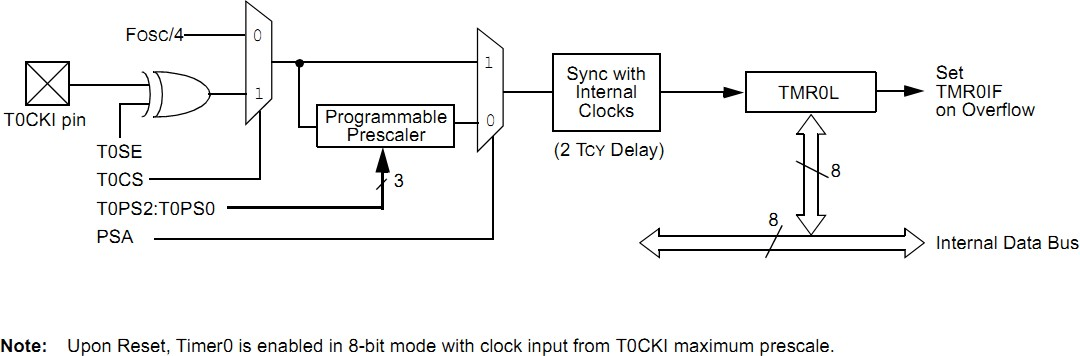 Fosc/4
0
1
T0CKI pin
T0SE
T0CS
T0PS2:T0PS0
PSA
Programmable
Prescaler
3
1
0
Sync with
Internal
Clocks
(2 TCY Delay)
TMR0L
Set
TMR0IF
on Overflow
8
8
Internal Data Bus
Note: Upon Reset, Timer0 is enabled in 8-bit mode with clock input from T0CKI maximum prescale.